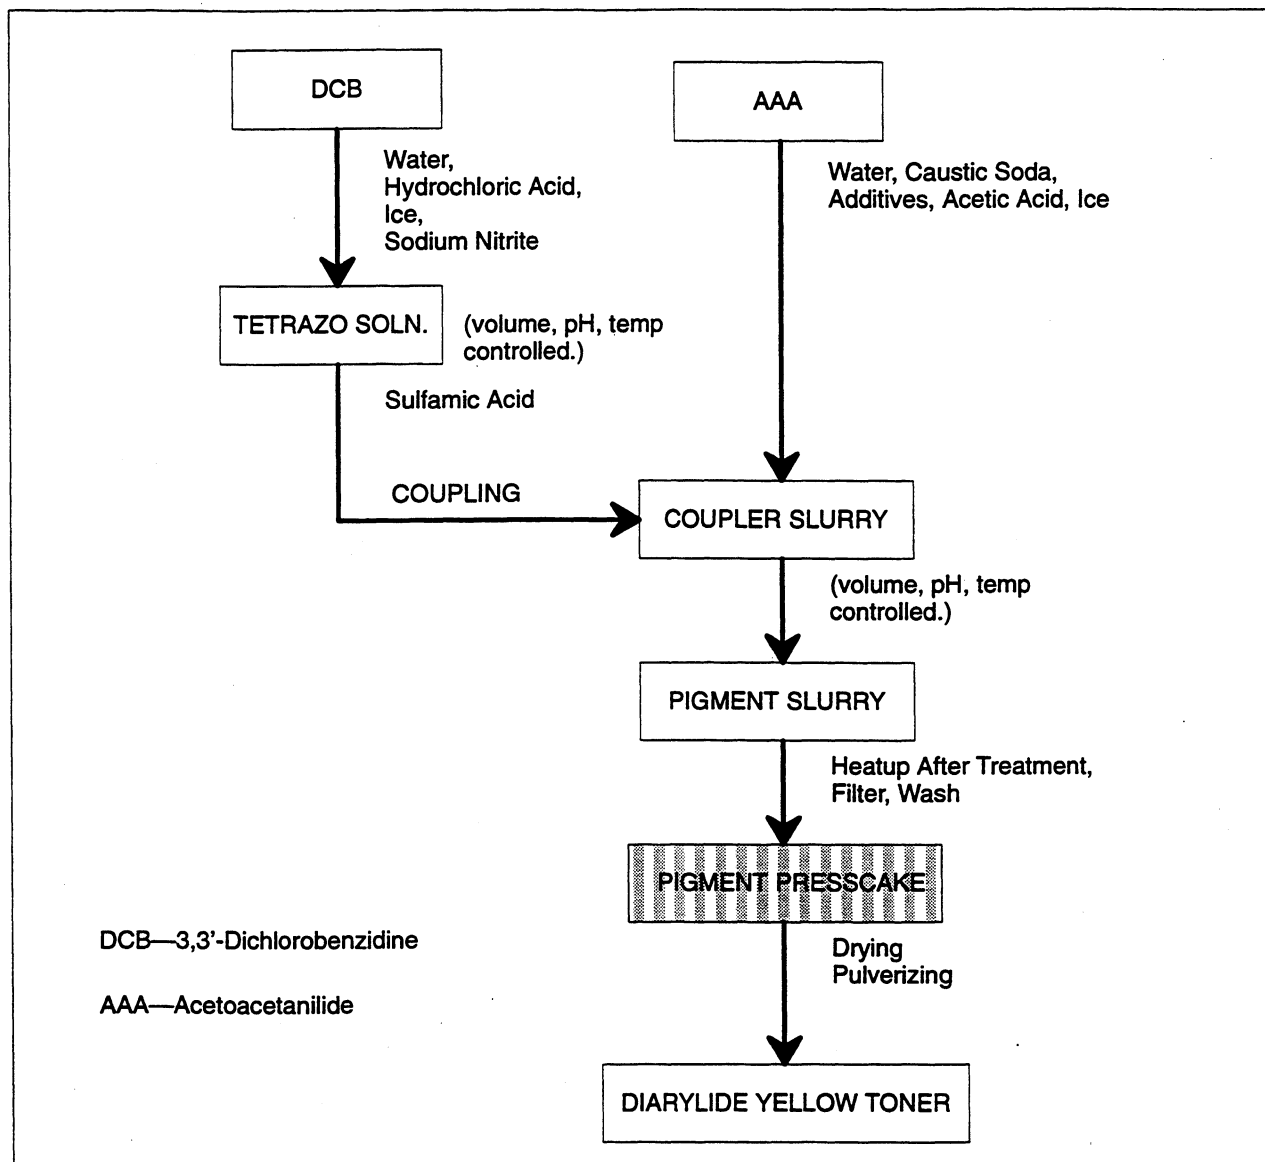 DCB
AAA
Water,
Hydrochloric Acid,
Ice,
Sodium Nitrite
Water, Caustic Soda,
Additives, Acetic Acid, Ice
TETRAZO SOLN.
(volume, pH, temp
controlled.)
Sulfamic Acid
COUPLING
COUPLER SLURRY
(volume, pH, temp
controlled.)
PIGMENT SLURRY
Heatup After Treatment,
Filter, Wash
PIGMENT PRESSCAKE
DCB—3,3'-Dichlorobenzidine
Drying
Pulverizing
AAA—Acetoacetanilide
DIARYLIDE YELLOW TONER